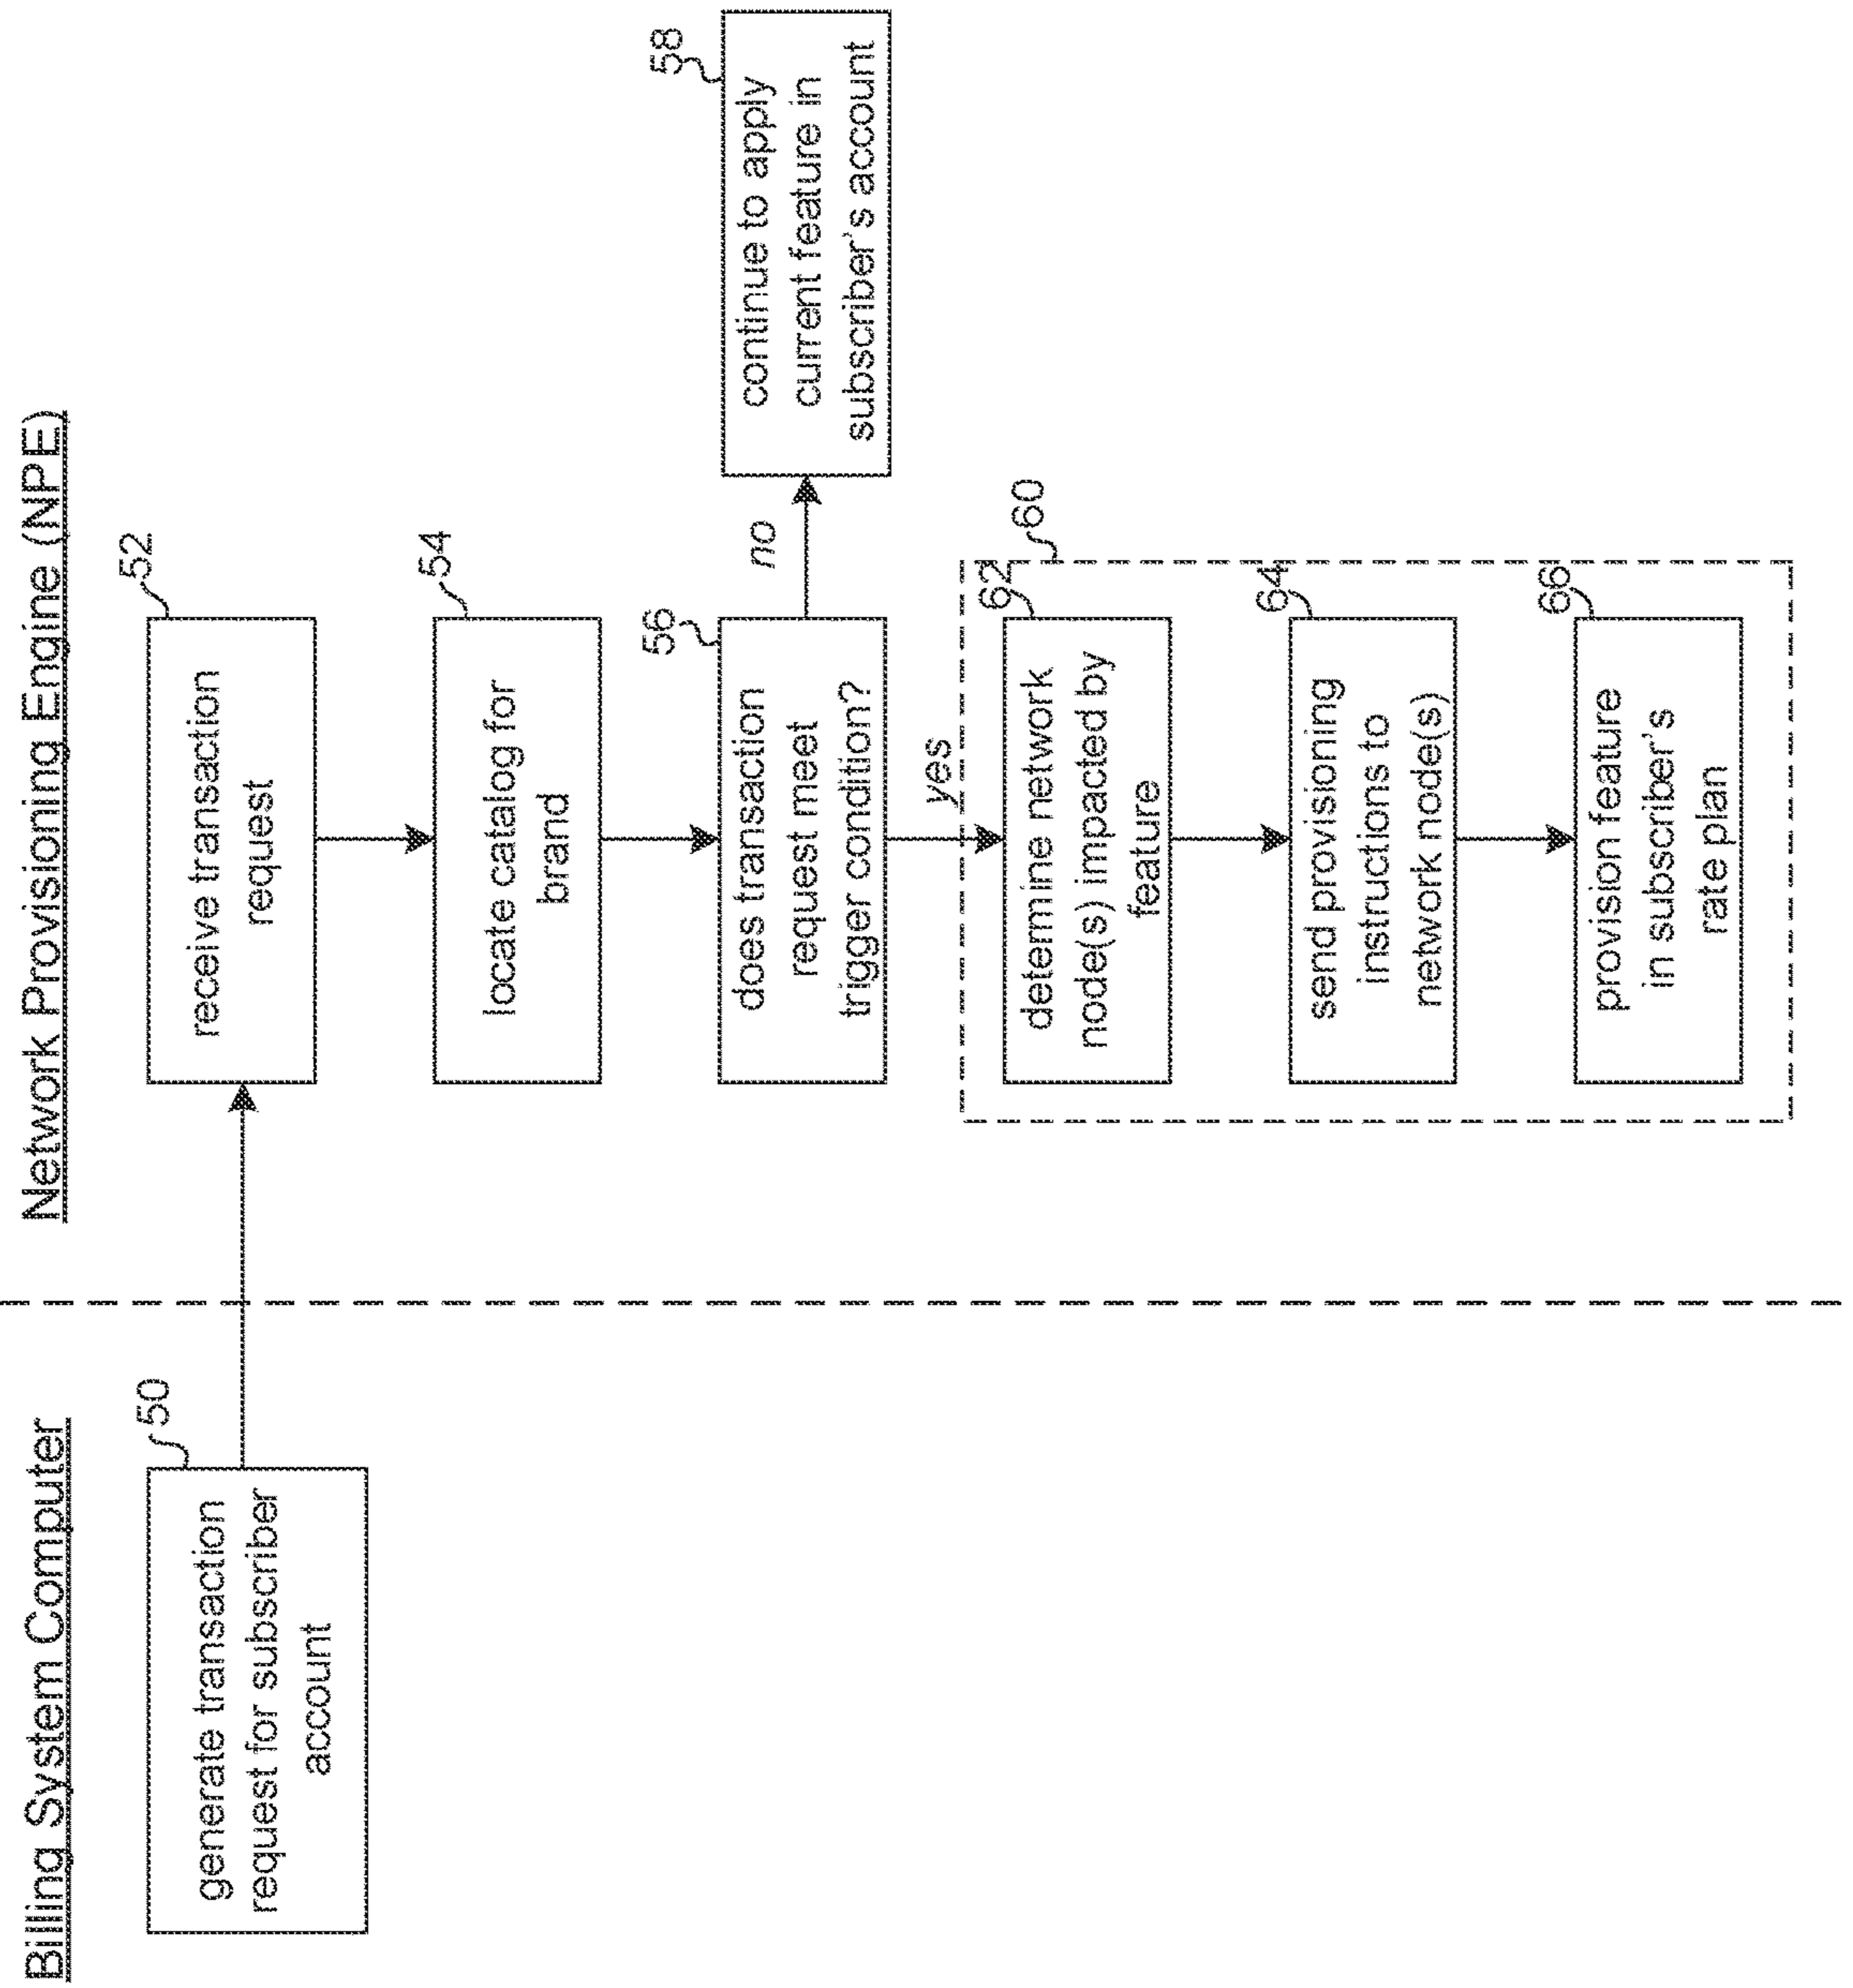 Billing System Computer
Network Provisioning Engine (NPE)
50
generate transaction
request for subscriber
account
52
receive transaction
request
54
locate catalog for
brand
56
does transaction
request meet
trigger condition?
no
58
continue to apply
current feature in
subscriber's account
yes
60
62
determine network
node(s) impacted by
feature
64
send provisioning
instructions to
network node(s)
66
provision feature
in subscriber's
rate plan